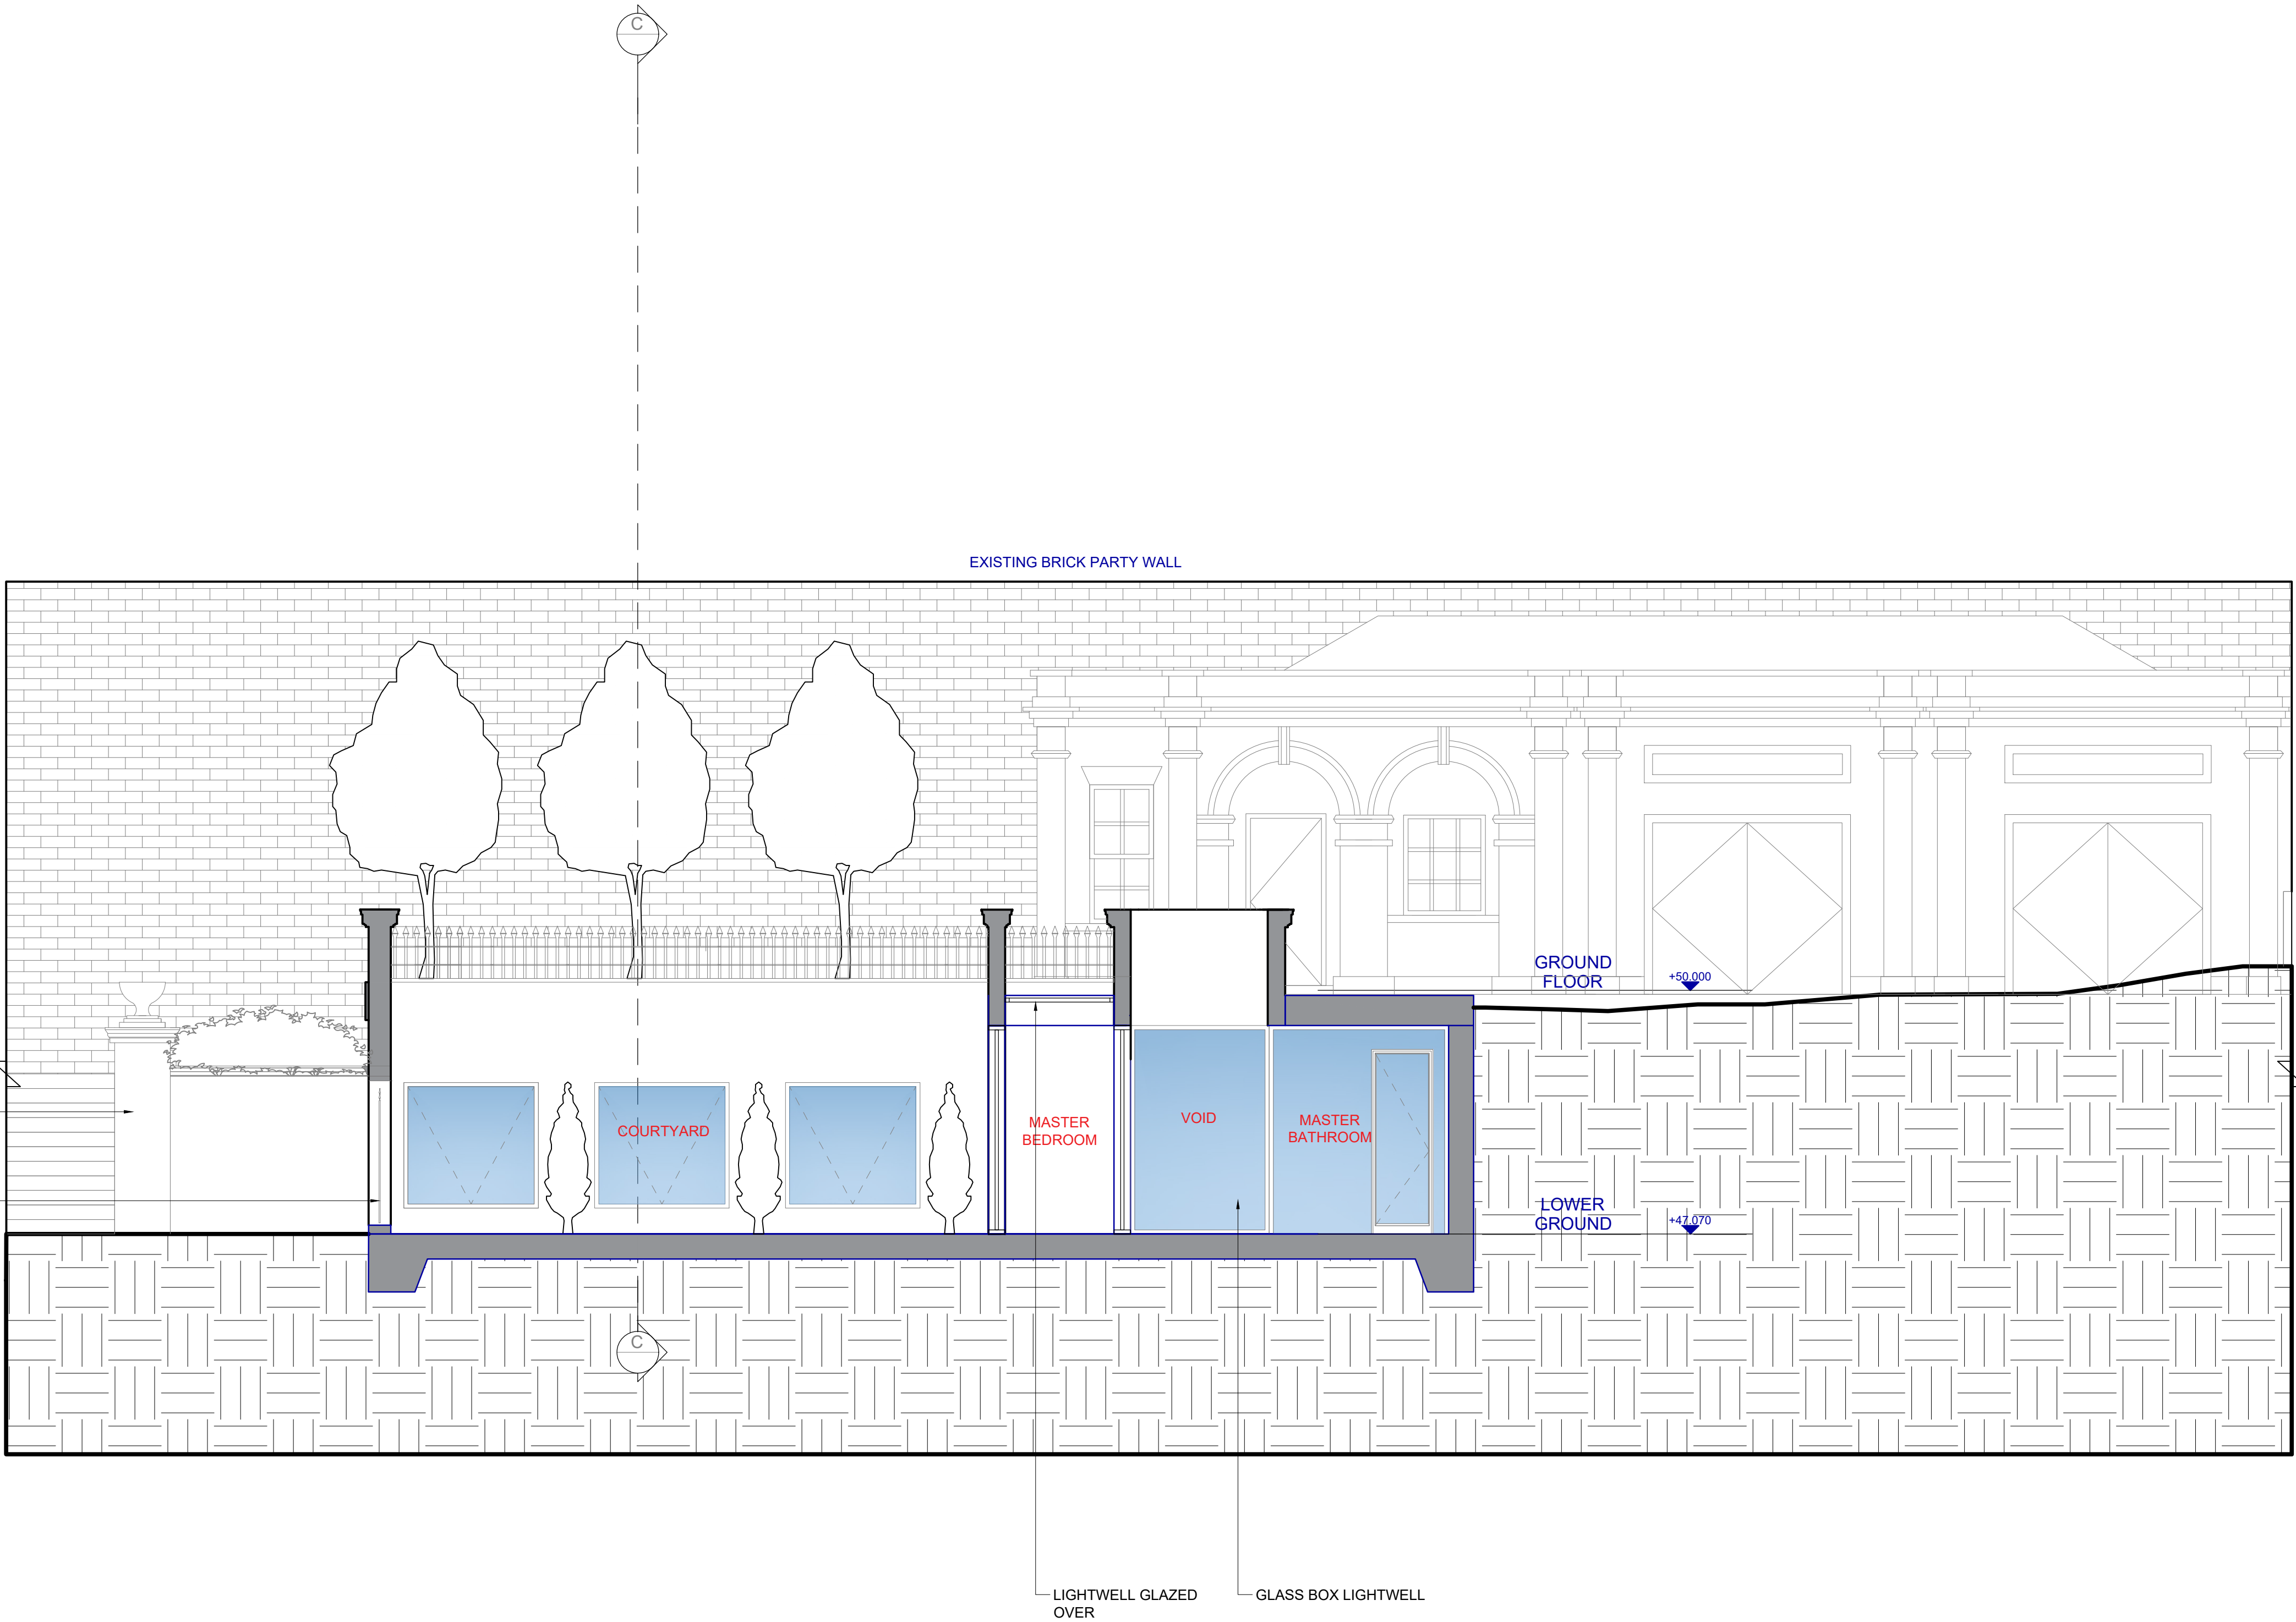 C
EXISTING BRICK PARTY WALL
GROUND
FLOOR
+50.000
COURTYARD
MASTER
BEDROOM
VOID
MASTER
BATHROOM
LOWER
GROUND
+47.070
C
LIGHTWELL GLAZED
OVER
GLASS BOX LIGHTWELL